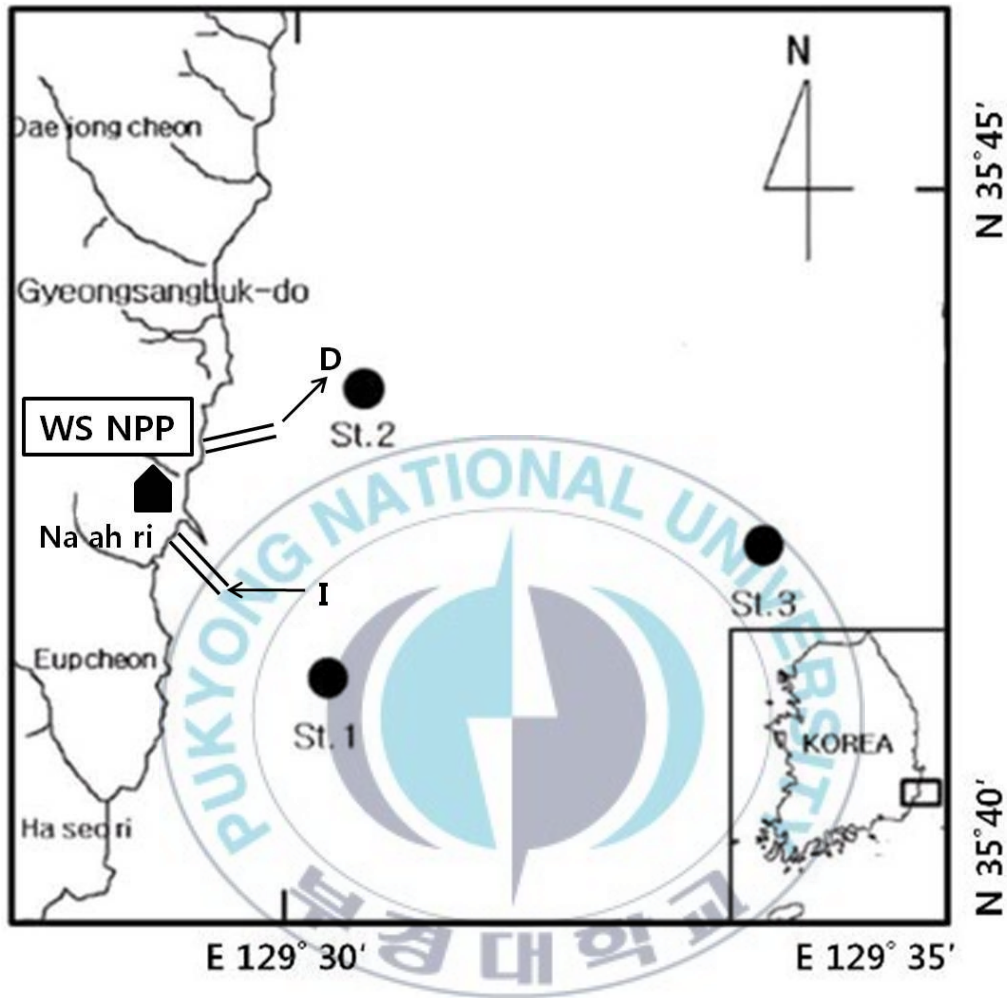 N
N 35°45′
Dae jong cheon
Gyeongsangbuk-do
D
WS NPP
St.2
Na ah ri
I
St.3
Eupcheon
St.1
KOREA
Ha seo ri
N 35°40′
E 129° 30′
E 129° 35′
PUKYONG NATIONAL UNIVERSITY
부경대학교